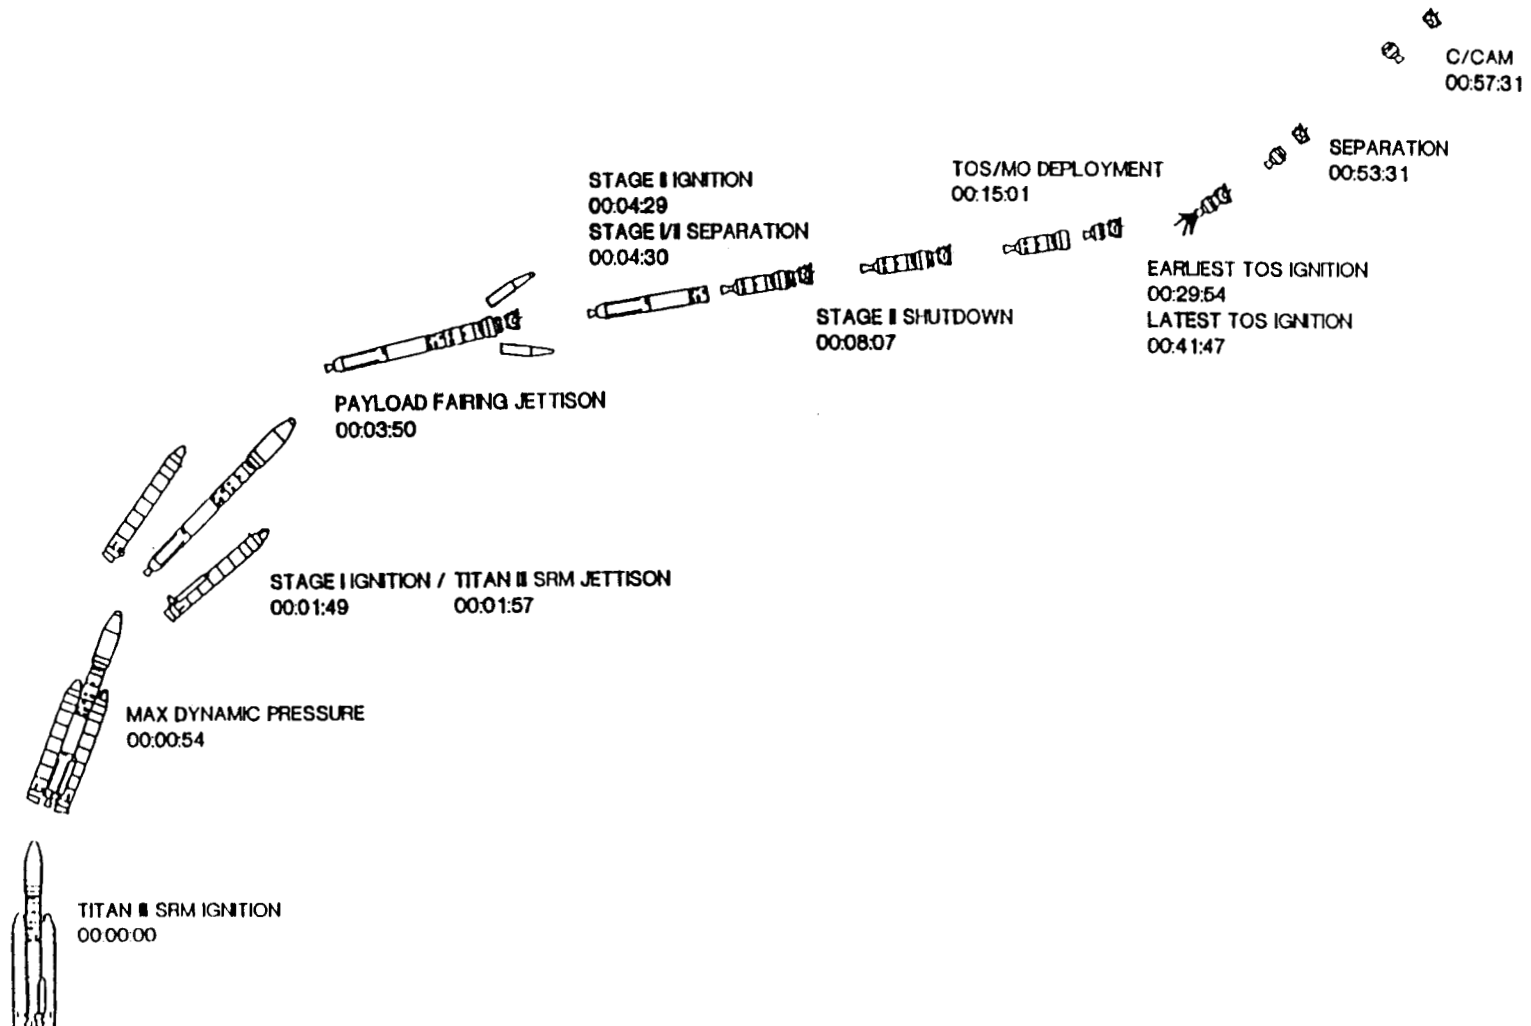 TITAN III SRM IGNITION
00:00:00
MAX DYNAMIC PRESSURE
00:00:54
STAGE I IGNITION / TITAN III SRM JETTISON
00:01:49 00:01:57
PAYLOAD FAIRING JETTISON
00:03:50
STAGE II IGNITION
00:04:29
STAGE I/II SEPARATION
00:04:30
STAGE II SHUTDOWN
00:08:07
TOS/MO DEPLOYMENT
00:15:01
EARLIEST TOS IGNITION
00:29:54
LATEST TOS IGNITION
00:41:47
SEPARATION
00:53:31
C/CAM
00:57:31